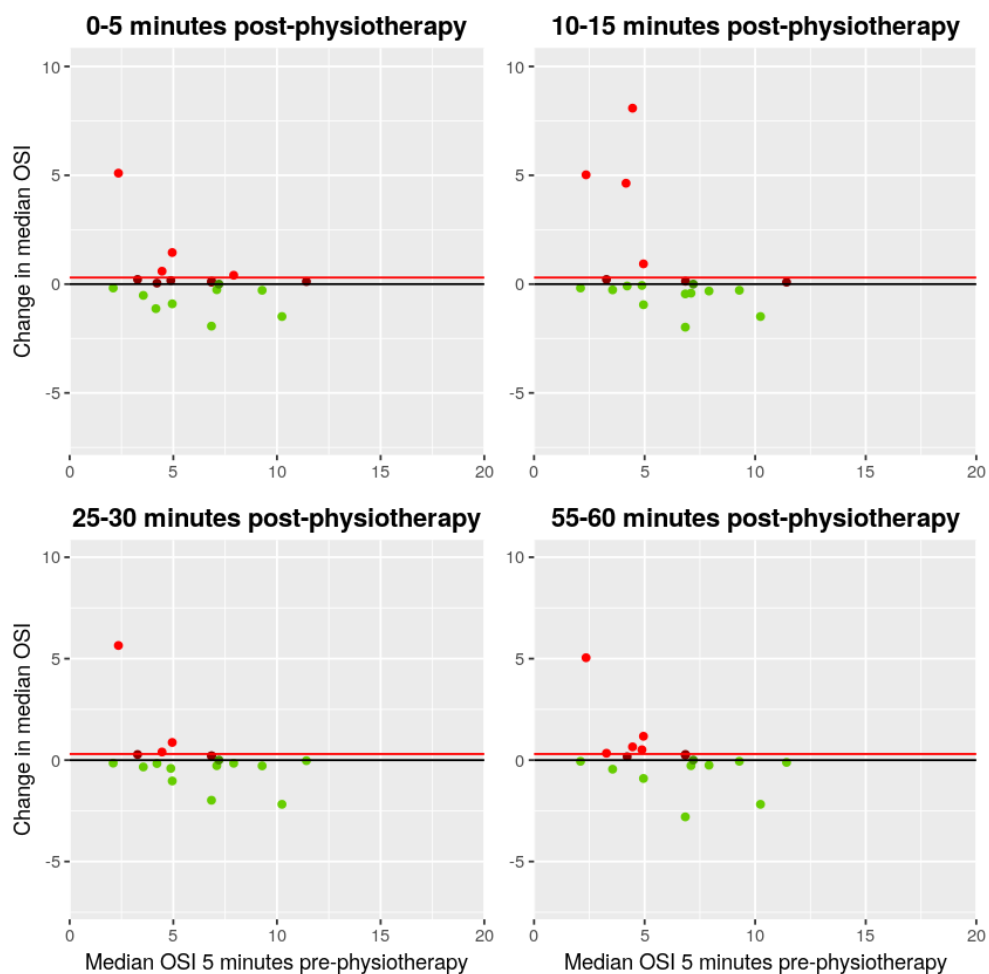 0-5 minutes post-physiotherapy
10-15 minutes post-physiotherapy
Change in median OSI
10
5
0
-5
0 5 10 15 20
10
5
0
-5
0 5 10 15 20
25-30 minutes post-physiotherapy
55-60 minutes post-physiotherapy
Change in median OSI
10
5
0
-5
0 5 10 15 20
Median OSI 5 minutes pre-physiotherapy
10
5
0
-5
0 5 10 15 20
Median OSI 5 minutes pre-physiotherapy